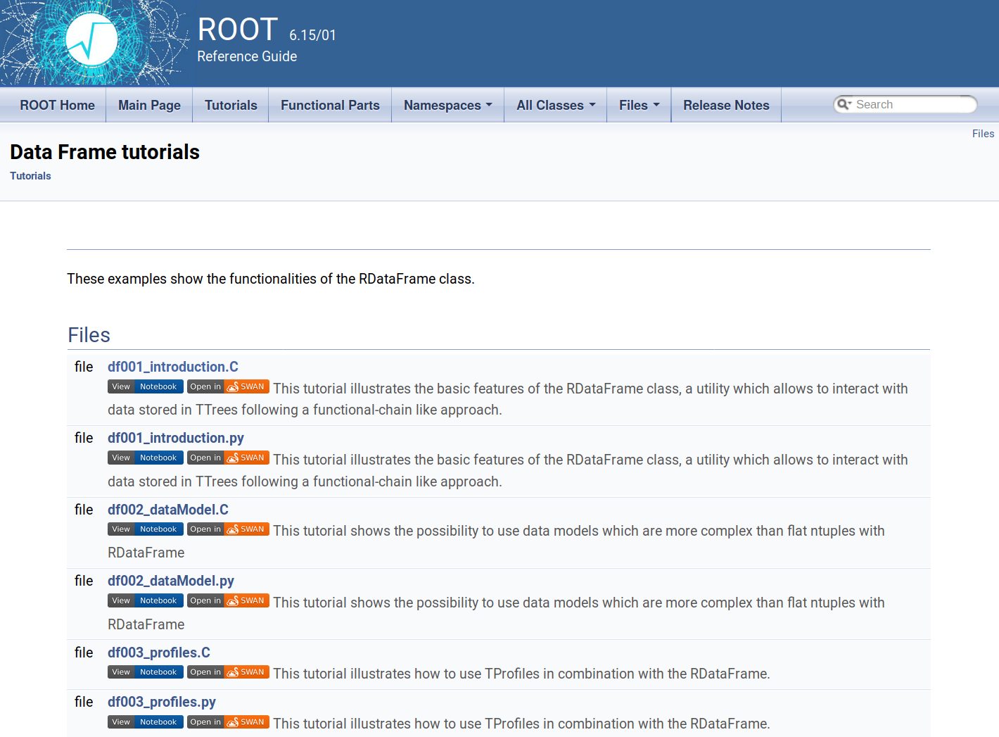 ROOT 6.15/01
Reference Guide
ROOT Home Main Page Tutorials Functional Parts Namespaces All Classes Files Release Notes Search
Files
Data Frame tutorials
Tutorials
These examples show the functionalities of the RDataFrame class.
Files
file df001_introduction.C
View Notebook Open in SWAN This tutorial illustrates the basic features of the RDataFrame class, a utility which allows to interact with
data stored in TTrees following a functional-chain like approach.
file df001_introduction.py
View Notebook Open in SWAN This tutorial illustrates the basic features of the RDataFrame class, a utility which allows to interact with
data stored in TTrees following a functional-chain like approach.
file df002_dataModel.C
View Notebook Open in SWAN This tutorial shows the possibility to use data models which are more complex than flat ntuples with
RDataFrame
file df002_dataModel.py
View Notebook Open in SWAN This tutorial shows the possibility to use data models which are more complex than flat ntuples with
RDataFrame
file df003_profiles.C
View Notebook Open in SWAN This tutorial illustrates how to use TProfiles in combination with the RDataFrame.
file df003_profiles.py
View Notebook Open in SWAN This tutorial illustrates how to use TProfiles in combination with the RDataFrame.